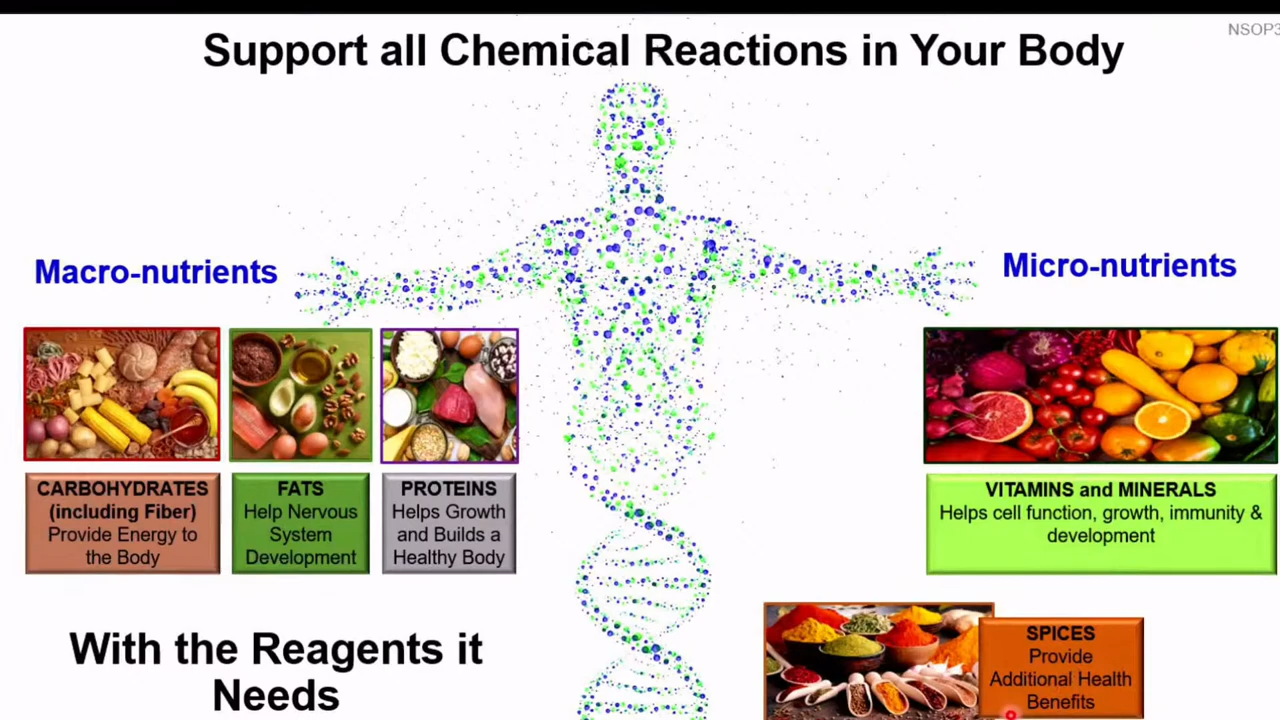 NSOP3
Support all Chemical Reactions in Your Body
Macro-nutrients
Micro-nutrients
CARBOHYDRATES
(including Fiber)
Provide Energy to
the Body
FATS
Help Nervous
System
Development
PROTEINS
Helps Growth
and Builds a
Healthy Body
VITAMINS and MINERALS
Helps cell function, growth, immunity &
development
With the Reagents it
Needs
SPICES
Provide
Additional Health
Benefits